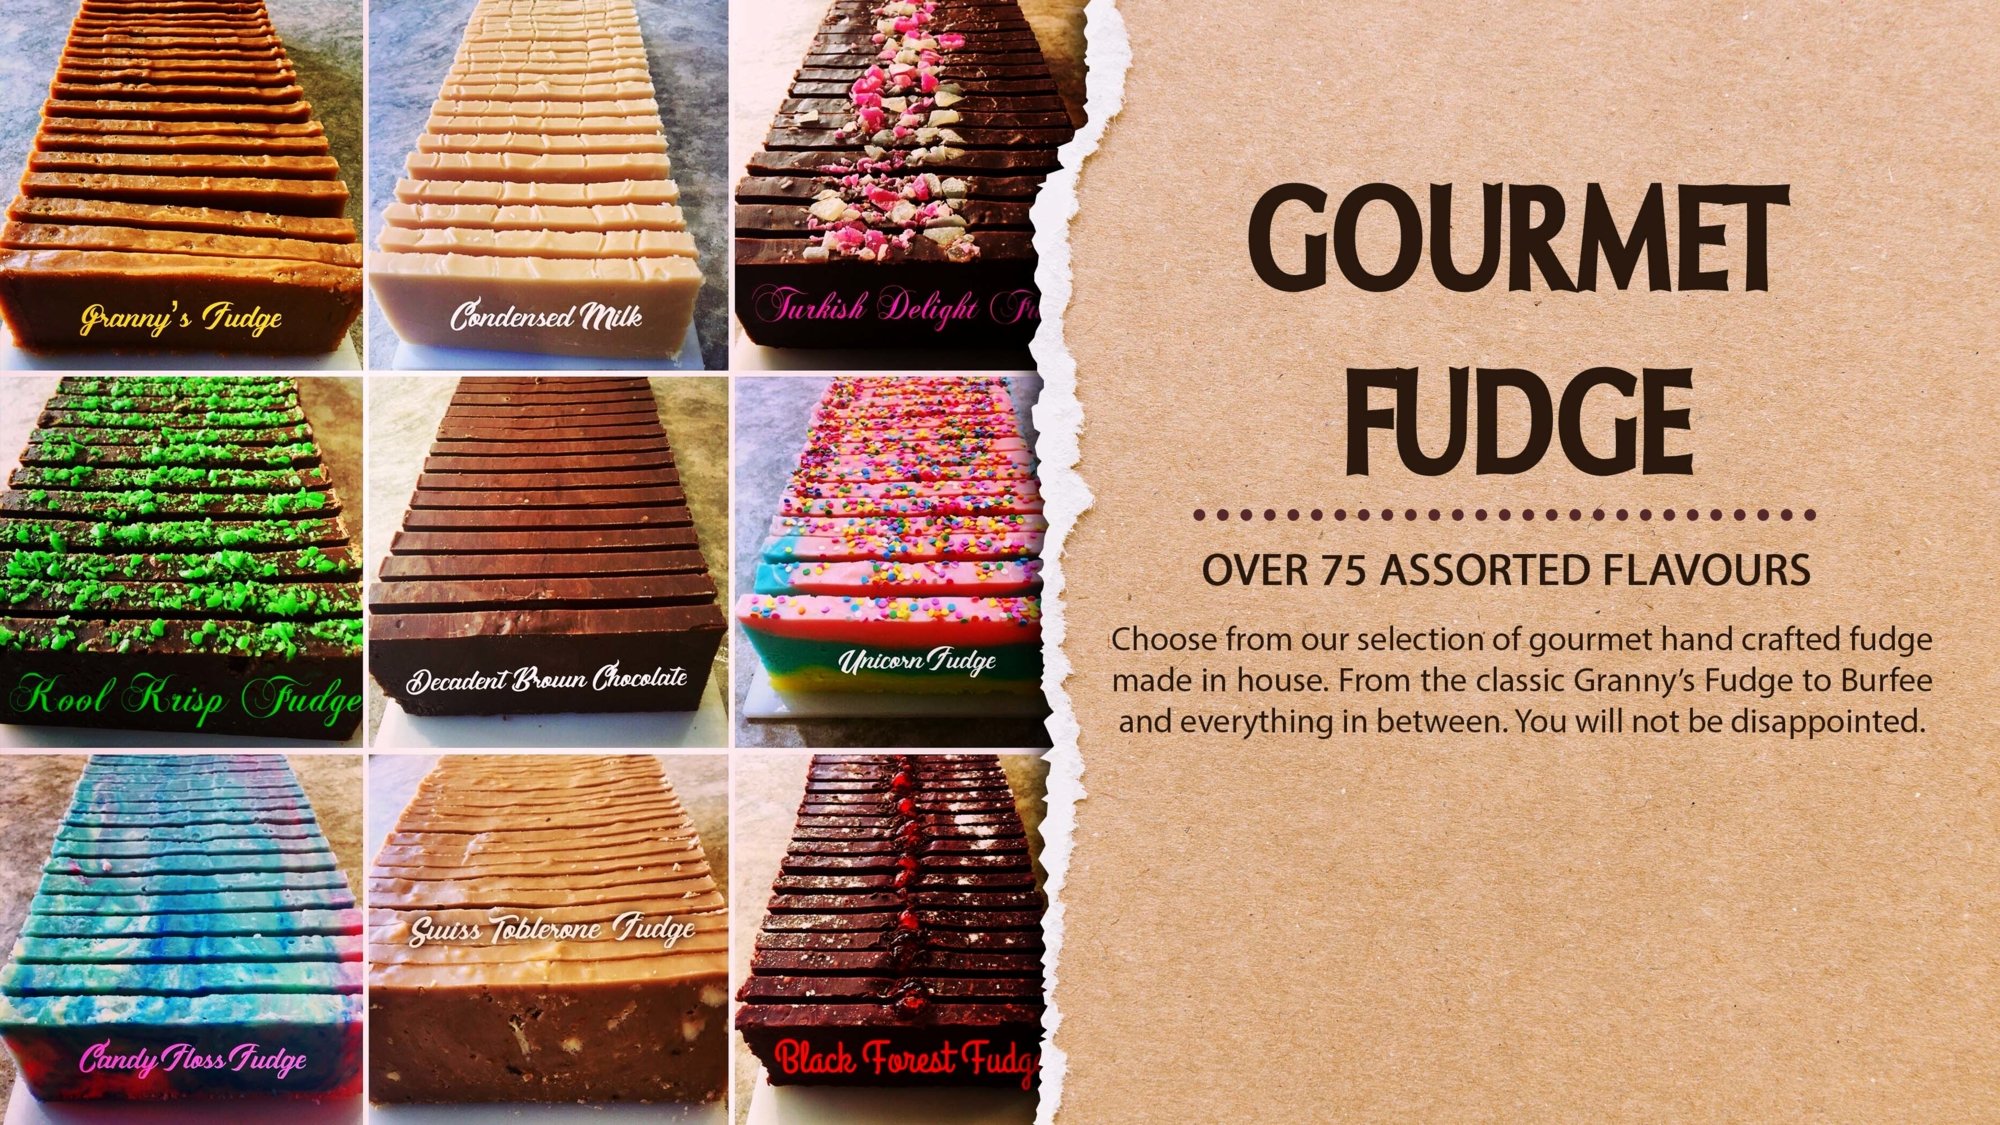 Granny's Fudge
Condensed Milk
Turkish Delight
Kool Krisp Fudge
Decadent Brown Chocolate
Unicorn Fudge
Candy Floss Fudge
Swiss Toblerone Fudge
Black Forest Fudge
GOURMET
FUDGE
OVER 75 ASSORTED FLAVOURS
Choose from our selection of gourmet hand crafted fudge
made in house. From the classic Granny's Fudge to Burfee
and everything in between. You will not be disappointed.